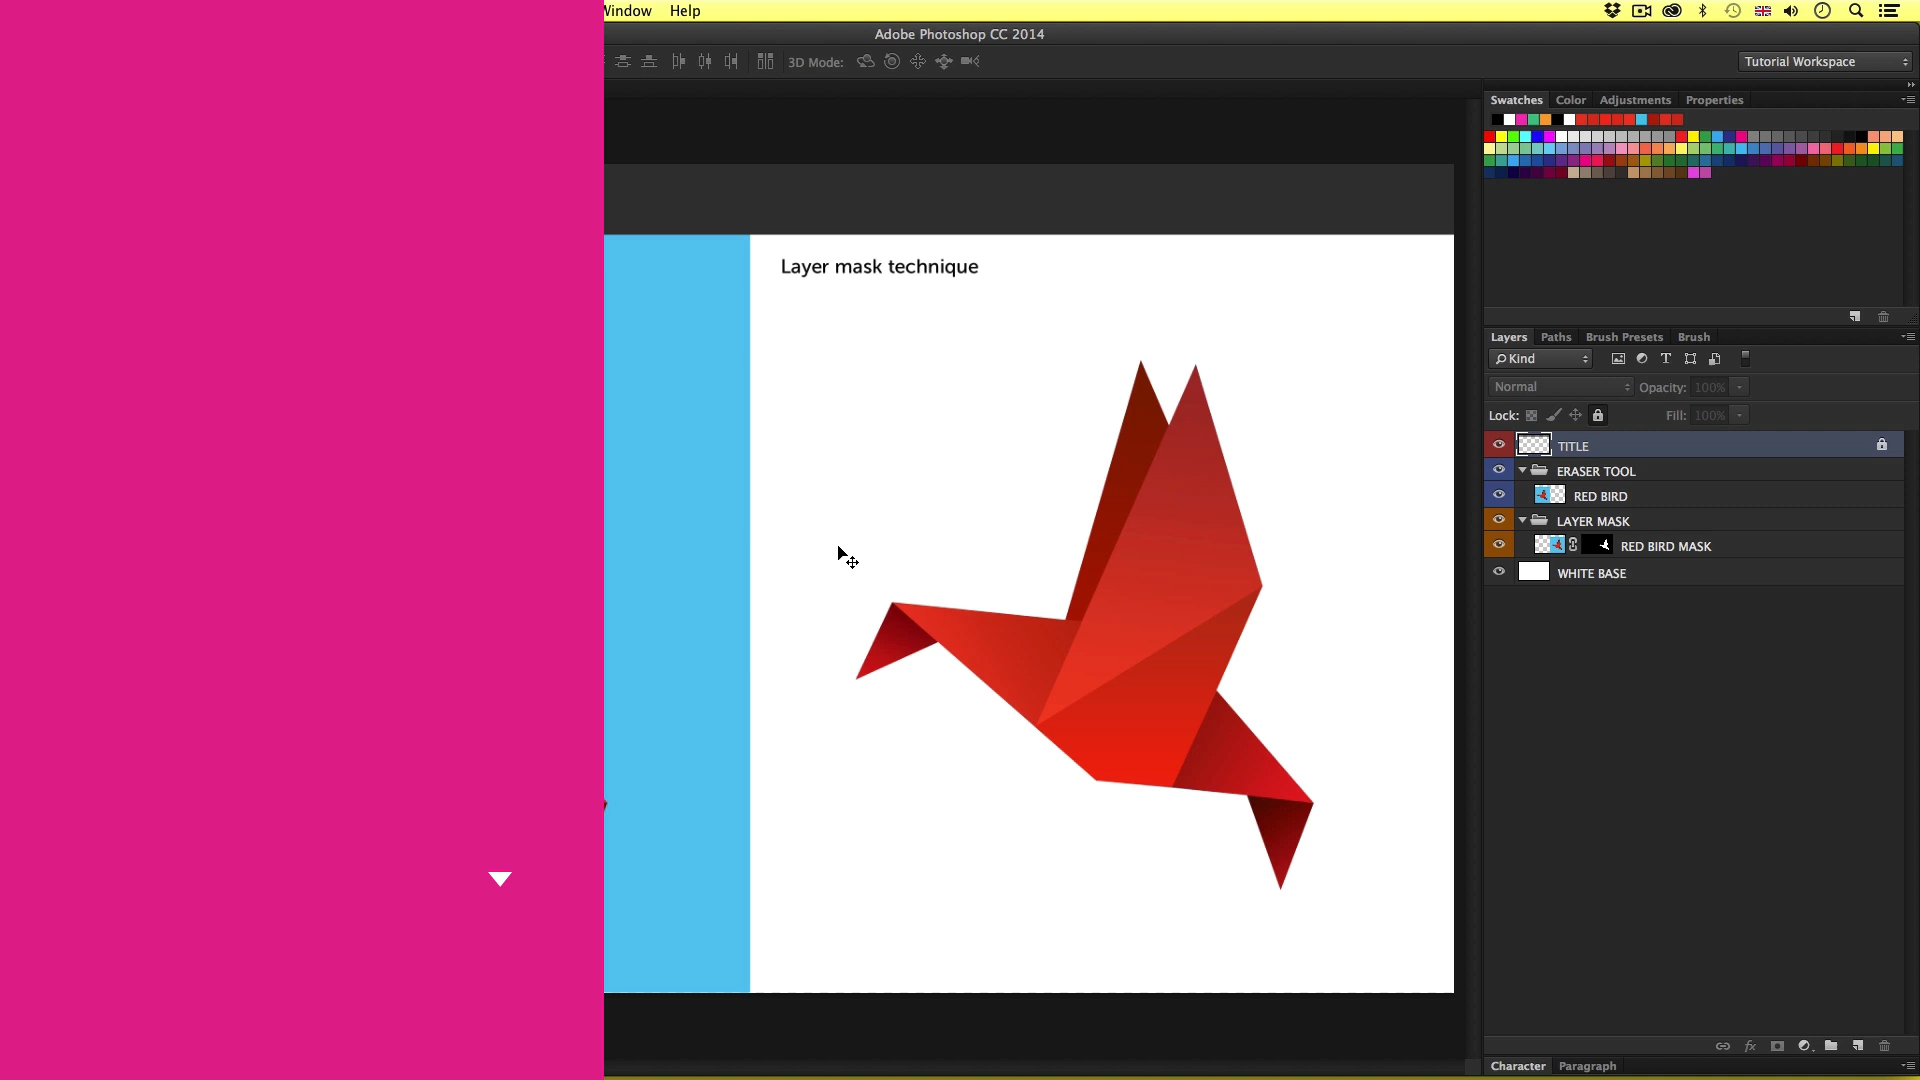 Window Help
Adobe Photoshop CC 2014
3D Mode:
Tutorial Workspace
Swatches Color Adjustments Properties
Layer mask technique
Layers Paths Brush Presets Brush
Kind
Normal Opacity: 100%
Lock: Fill: 100%
TITLE
ERASER TOOL
RED BIRD
LAYER MASK
RED BIRD MASK
WHITE BASE
fx
Character Paragraph